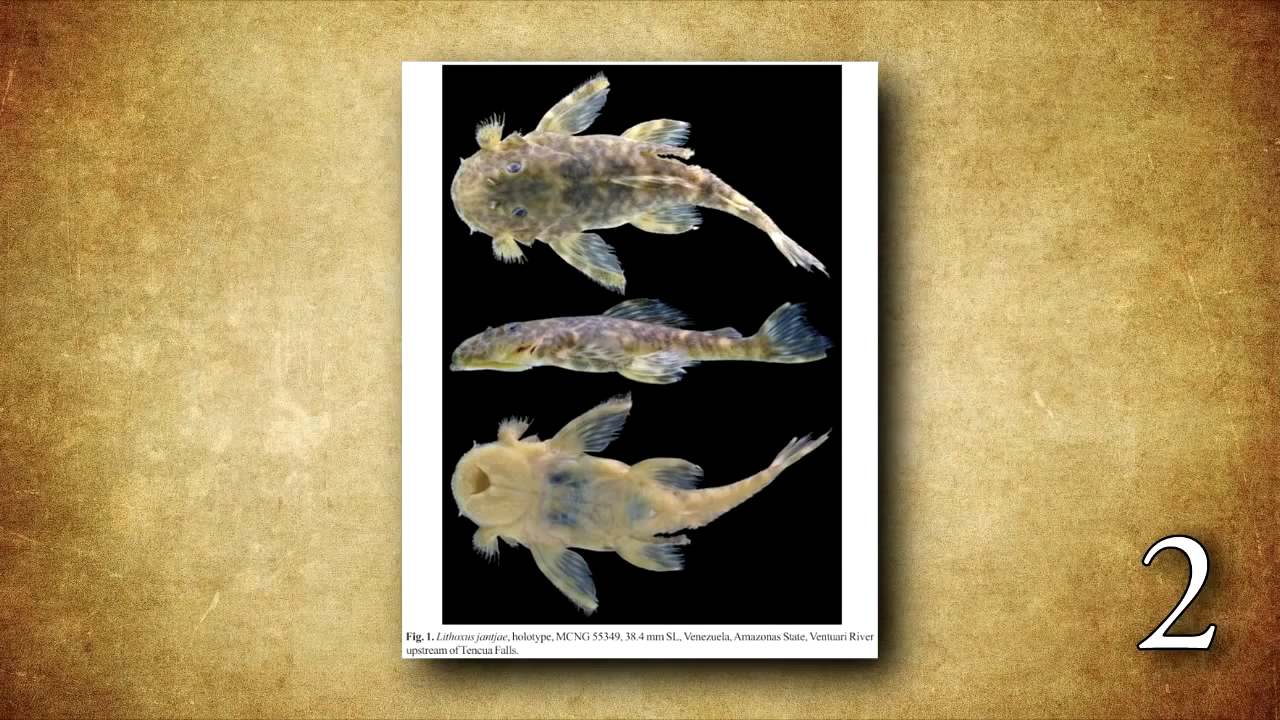 Fig. 1. Lithoxus jantjae, holotype, MCNG 55349, 38.4 mm SL, Venezuela, Amazonas State, Ventuari River
upstream of Tencua Falls.
2